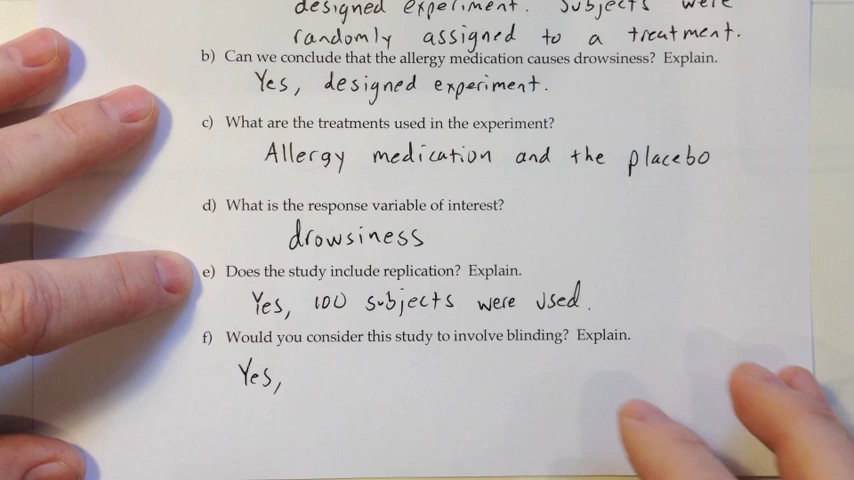 designed experiment. Subjects were
randomly assigned to a treatment.
b) Can we conclude that the allergy medication causes drowsiness? Explain.
Yes, designed experiment.
c) What are the treatments used in the experiment?
Allergy medication and the placebo
d) What is the response variable of interest?
drowsiness
e) Does the study include replication? Explain.
Yes, 100 subjects were used.
f) Would you consider this study to involve blinding? Explain.
Yes,